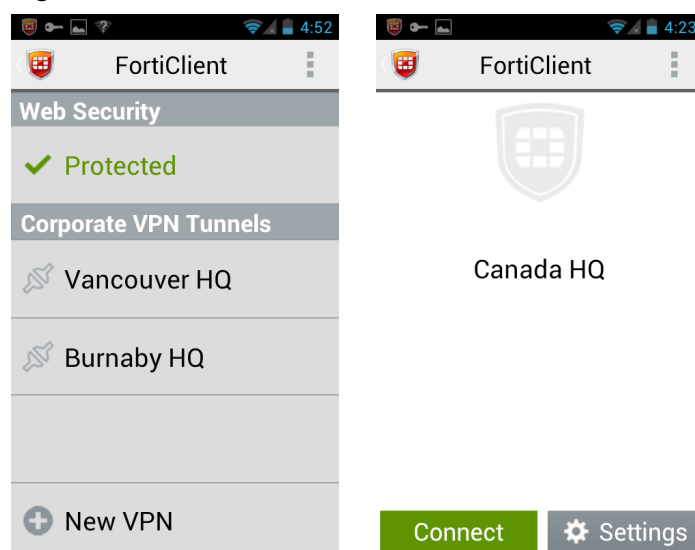 4:52
FortiClient
Web Security
Protected
Corporate VPN Tunnels
Vancouver HQ
Burnaby HQ
New VPN
4:23
FortiClient
Canada HQ
Connect
Settings